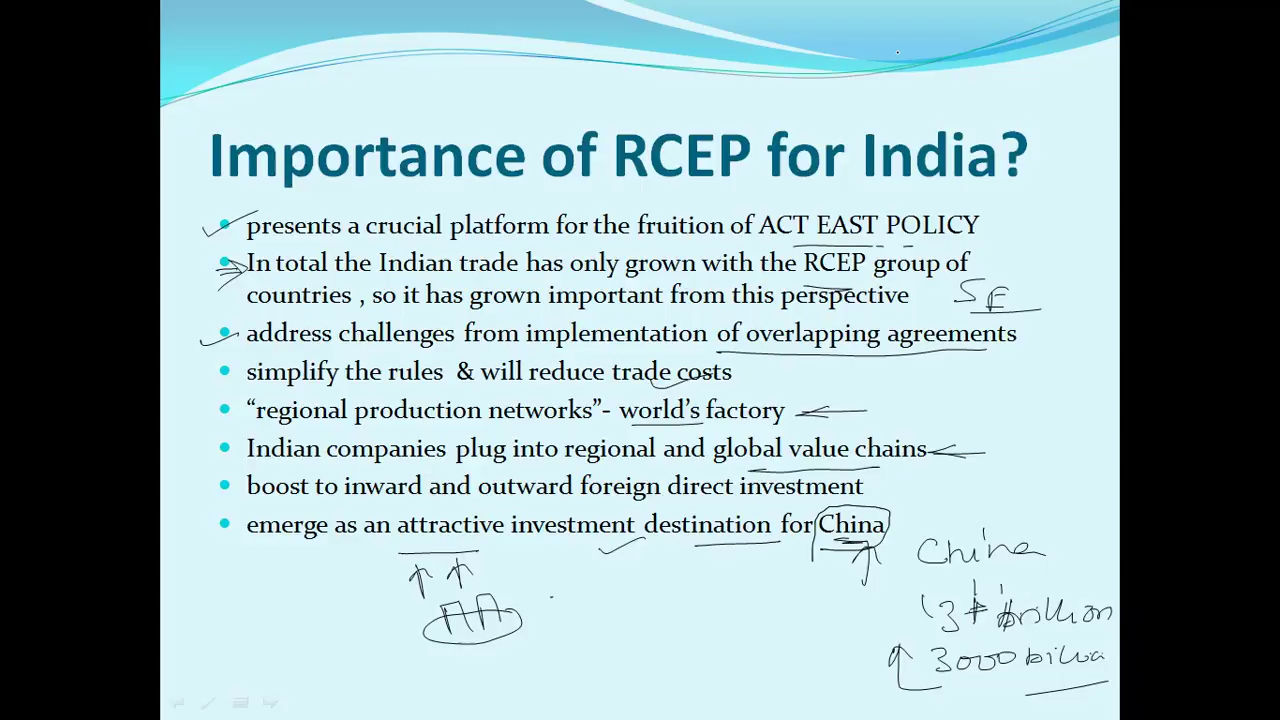 Importance of RCEP for India?
presents a crucial platform for the fruition of ACT EAST POLICY
In total the Indian trade has only grown with the RCEP group of
countries , so it has grown important from this perspective
address challenges from implementation of overlapping agreements
simplify the rules & will reduce trade costs
“regional production networks”- world’s factory
Indian companies plug into regional and global value chains
boost to inward and outward foreign direct investment
emerge as an attractive investment destination for China
China
3000 billion